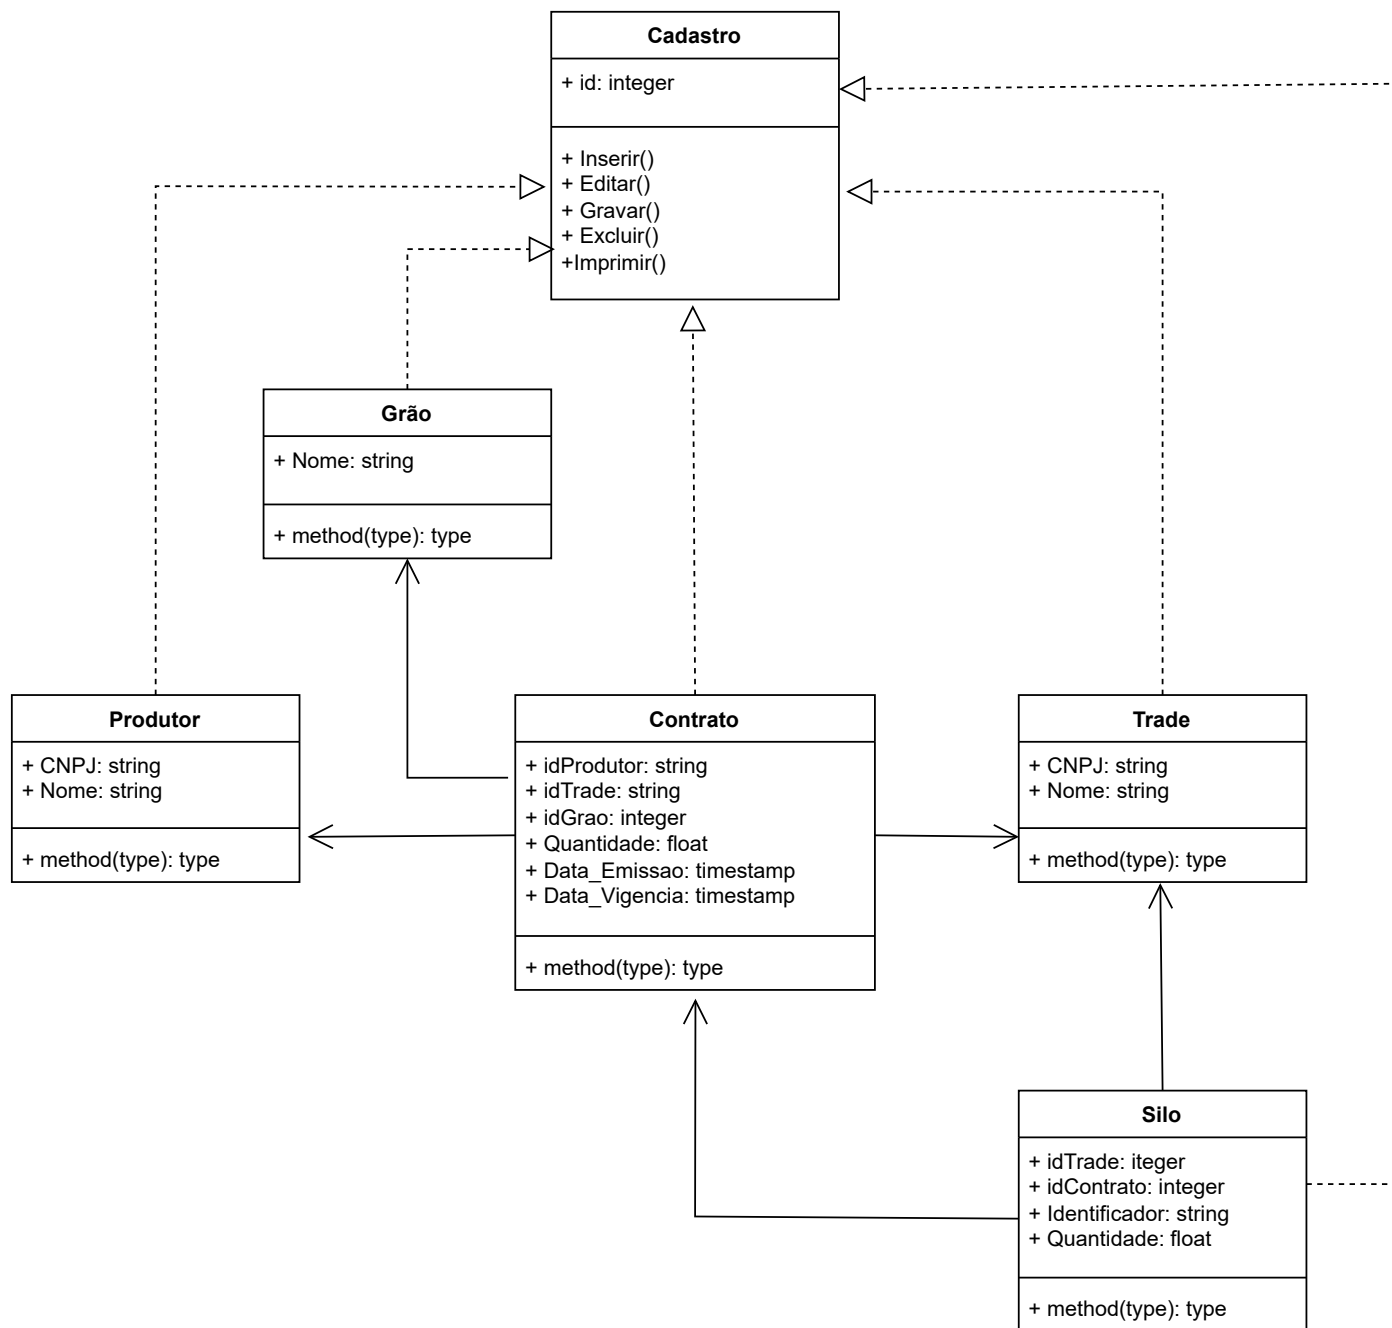 Cadastro
+ id: integer
+ Inserir()
+ Editar()
+ Gravar()
+ Excluir()
+Imprimir()
Grão
+ Nome: string
+ method(type): type
Produtor
+ CNPJ: string
+ Nome: string
+ method(type): type
Contrato
+ idProdutor: string
+ idTrade: string
+ idGrao: integer
+ Quantidade: float
+ Data_Emissao: timestamp
+ Data_Vigencia: timestamp
+ method(type): type
Trade
+ CNPJ: string
+ Nome: string
+ method(type): type
Silo
+ idTrade: iteger
+ idContrato: integer
+ Identificador: string
+ Quantidade: float
+ method(type): type